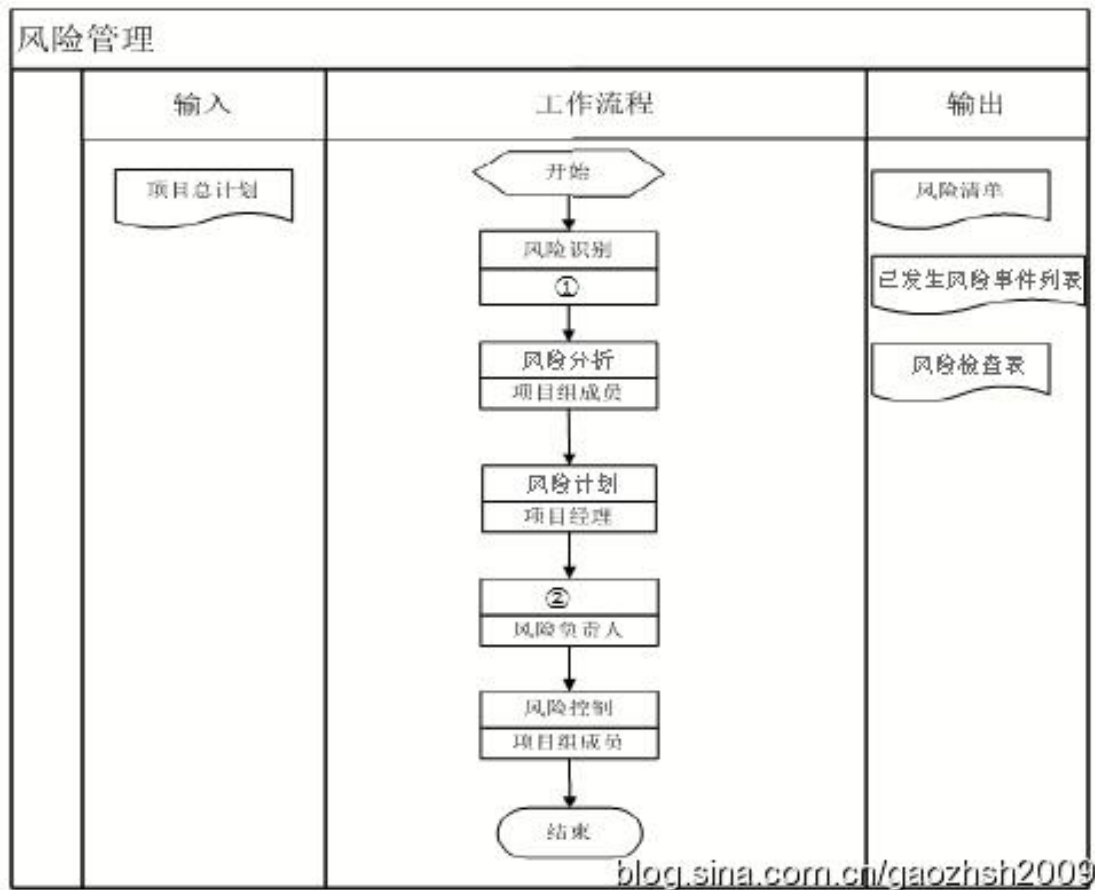 风险管理
输入
工作流程
输出
项目总计划
开始
风险识别
①
风险分析
项目组成员
风险计划
项目经理
②
风险负责人
风险控制
项目组成员
结束
风险清单
已发生风险事件列表
风险检查表
blog.sina.com.cn/gaozhsh2009